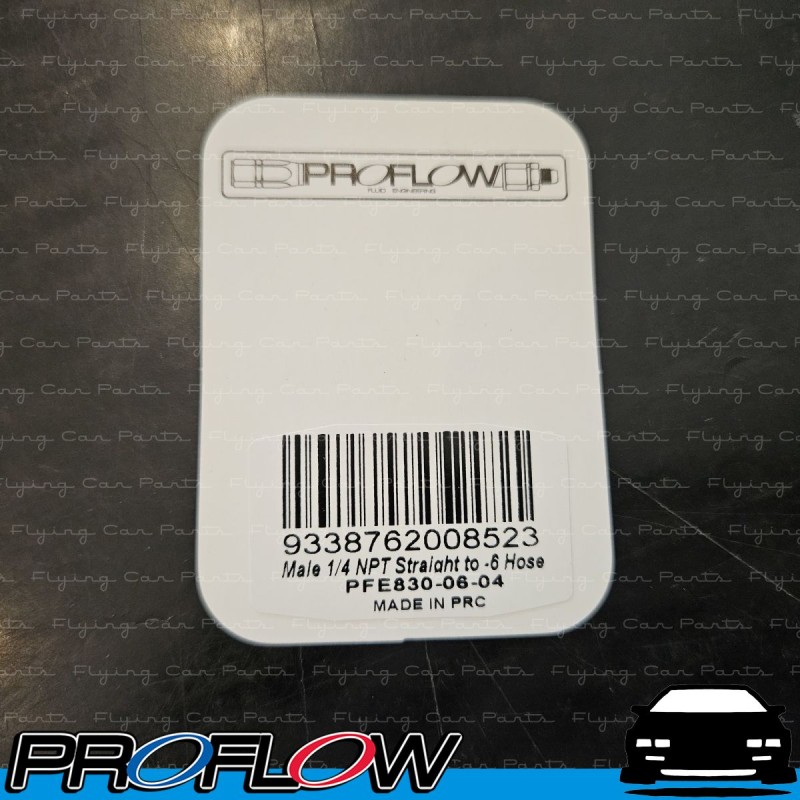 PROFLOW
FLUID ENGINEERING
9338762008523
Male 1/4 NPT Straight to -6 Hose
PFE830-06-04
MADE IN PRC
Flying Car Parts
PROFLOW